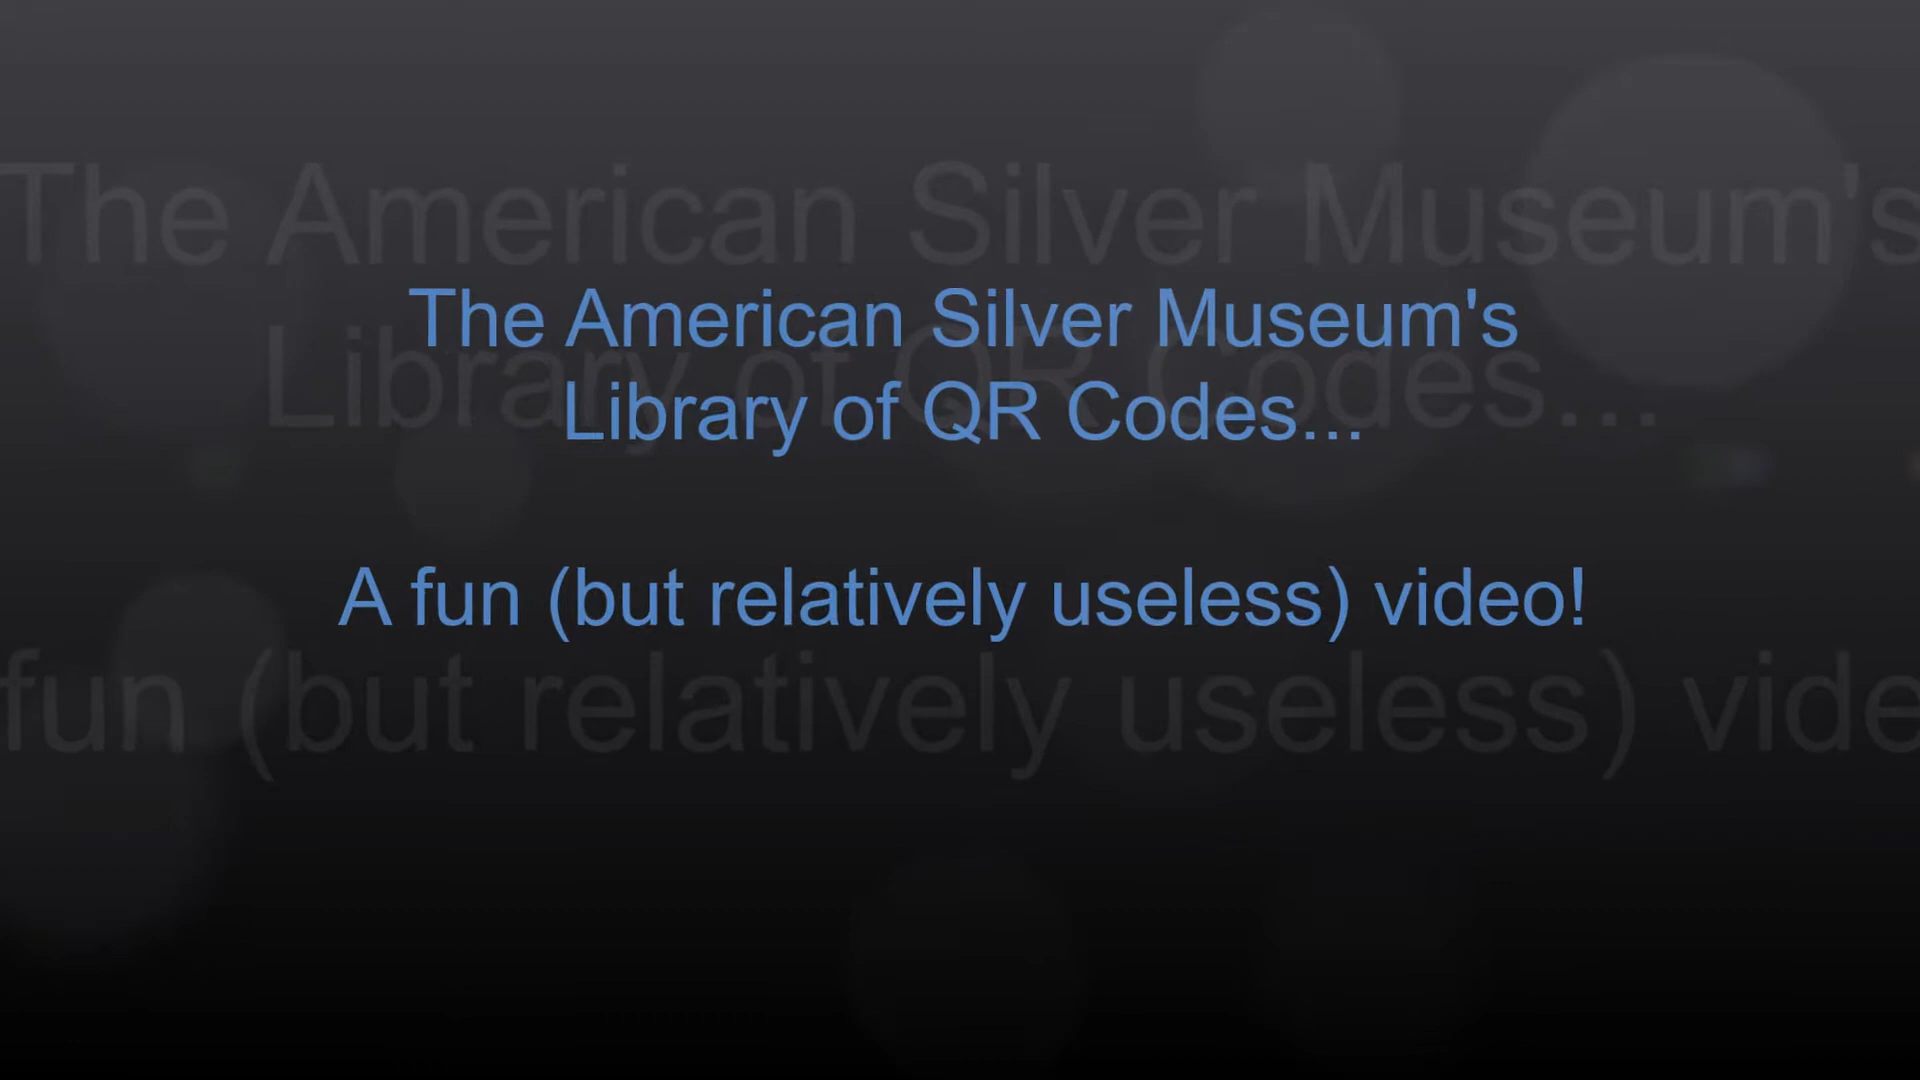 The American Silver Museum's
Library of QR Codes...
A fun (but relatively useless) video!